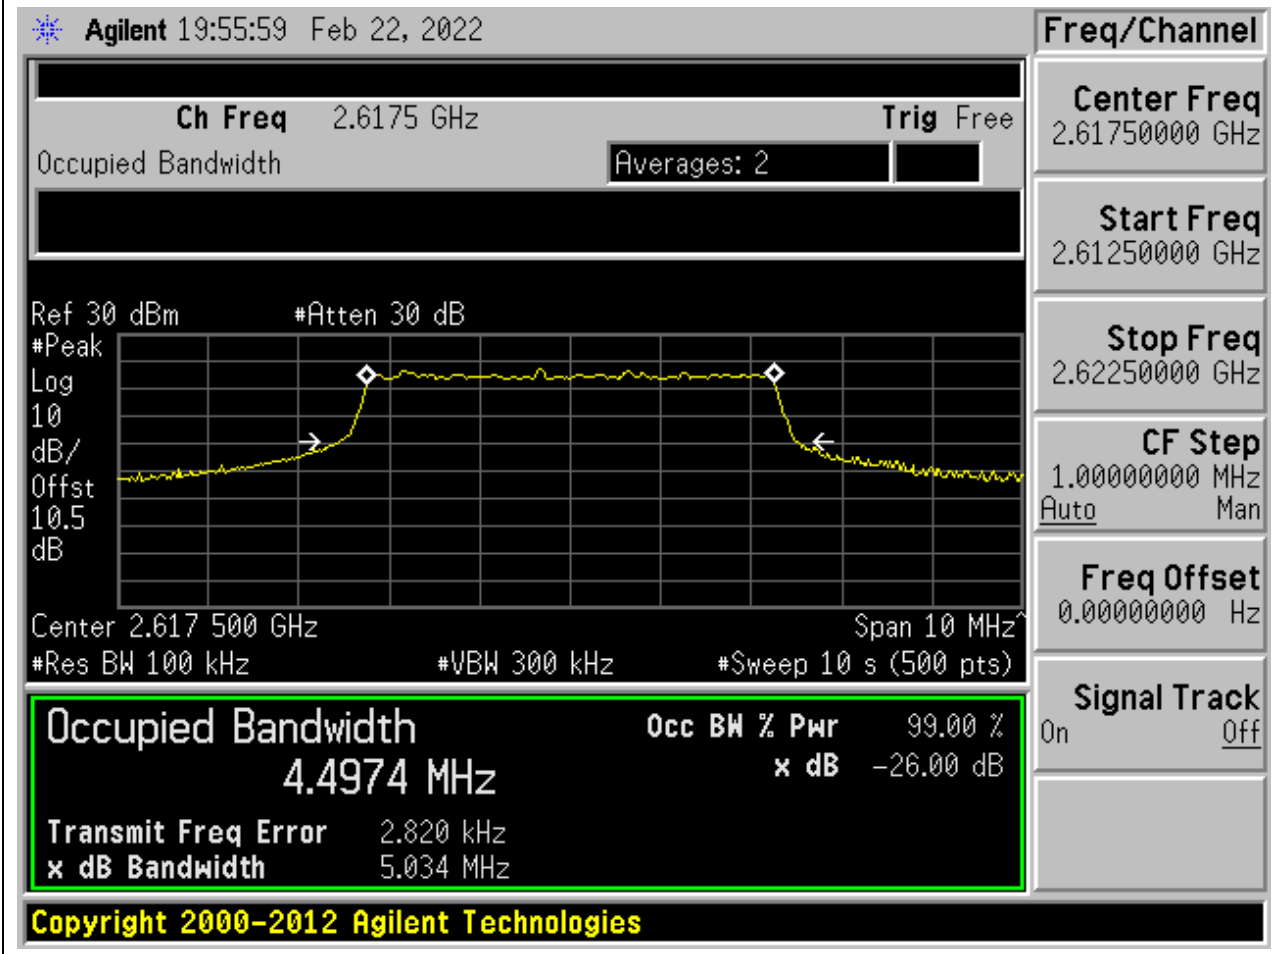 Agilent 19:55:59 Feb 22, 2022
Freq/Channel
Ch Freq 2.6175 GHz Trig Free
Occupied Bandwidth Averages: 2
Ref 30 dBm #Atten 30 dB
#Peak
Log
10
dB/
Offst
10.5
dB
Center 2.617 500 GHz Span 10 MHz^
#Res BW 100 kHz #VBW 300 kHz #Sweep 10 s (500 pts)
Occupied Bandwidth Occ BW % Pwr 99.00 %
4.4974 MHz x dB -26.00 dB
Transmit Freq Error 2.820 kHz
x dB Bandwidth 5.034 MHz
Copyright 2000-2012 Agilent Technologies
Center Freq
2.61750000 GHz
Start Freq
2.61250000 GHz
Stop Freq
2.62250000 GHz
CF Step
1.00000000 MHz
Auto Man
Freq Offset
0.00000000 Hz
Signal Track
On Off